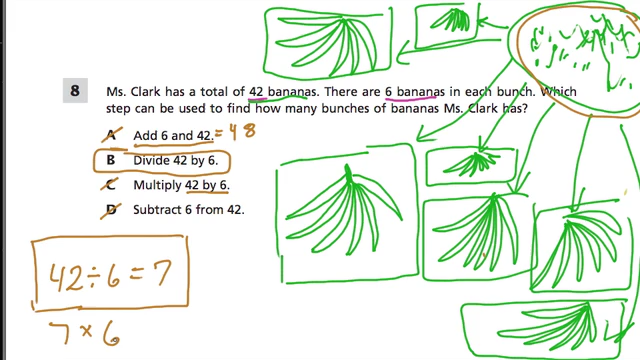 8 Ms. Clark has a total of 42 bananas. There are 6 bananas in each bunch. Which
step can be used to find how many bunches of bananas Ms. Clark has?
A Add 6 and 42. = 48
B Divide 42 by 6.
C Multiply 42 by 6.
D Subtract 6 from 42.
42 ÷ 6 = 7
7 × 6